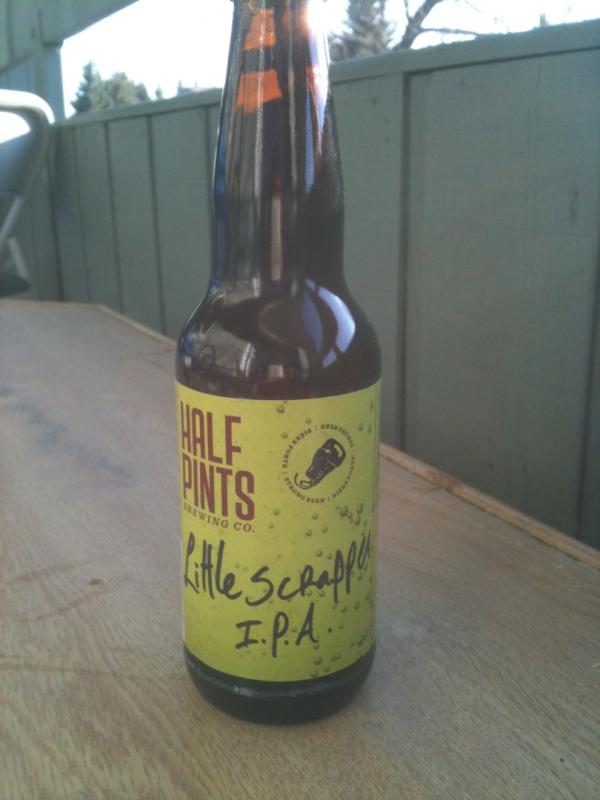 HALF
PINTS
BREWING CO.
Little Scrapper
I.P.A.